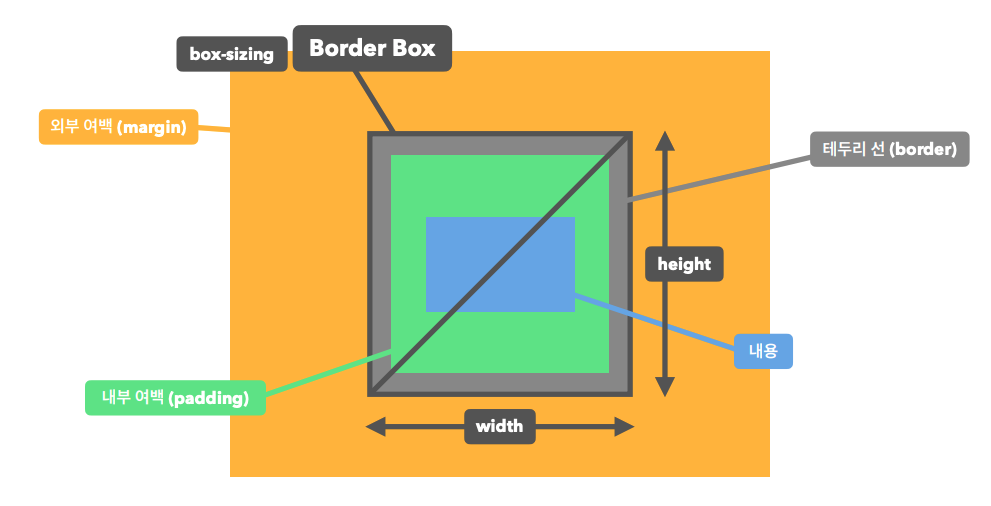 box-sizing
Border Box
외부 여백 (margin)
테두리 선 (border)
height
내용
내부 여백 (padding)
width